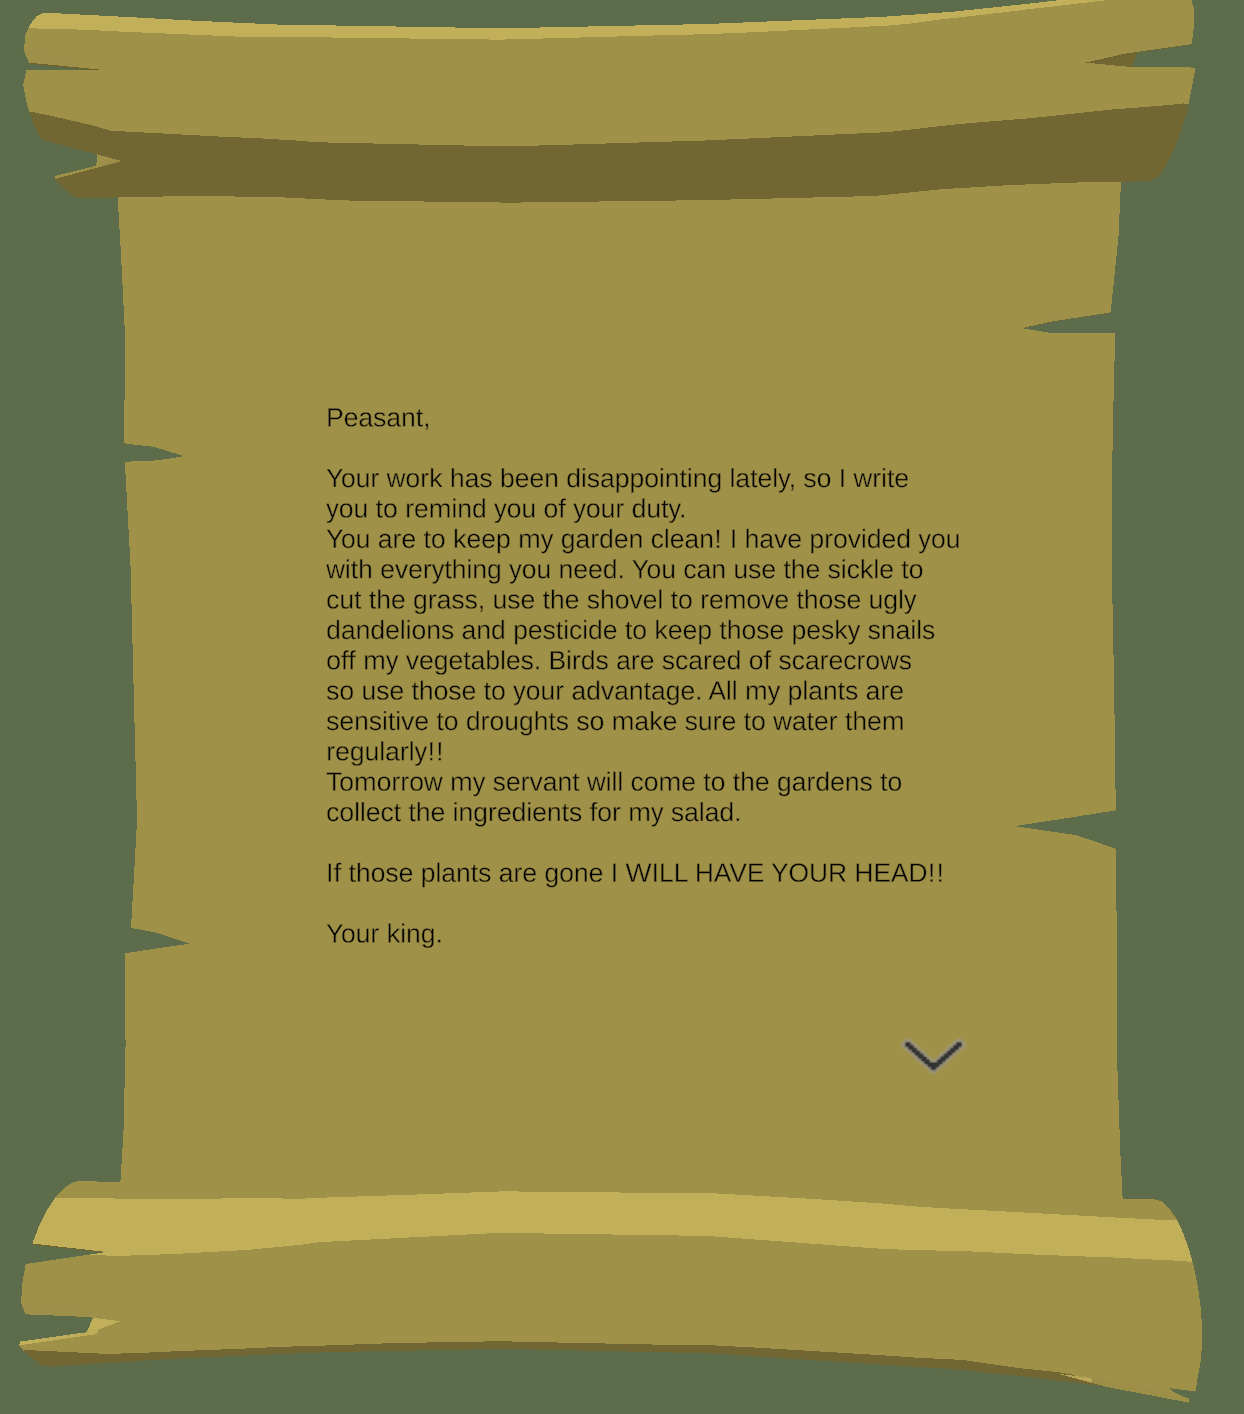 Peasant,
Your work has been disappointing lately, so I write
you to remind you of your duty.
You are to keep my garden clean! I have provided you
with everything you need. You can use the sickle to
cut the grass, use the shovel to remove those ugly
dandelions and pesticide to keep those pesky snails
off my vegetables. Birds are scared of scarecrows
so use those to your advantage. All my plants are
sensitive to droughts so make sure to water them
regularly!!
Tomorrow my servant will come to the gardens to
collect the ingredients for my salad.
If those plants are gone I WILL HAVE YOUR HEAD!!
Your king.